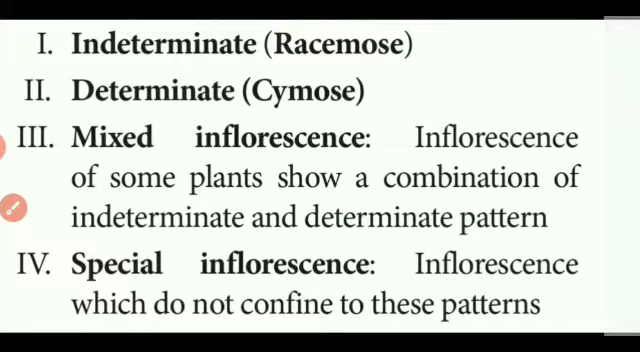 I. Indeterminate (Racemose)
II. Determinate (Cymose)
III. Mixed inflorescence: Inflorescence
of some plants show a combination of
indeterminate and determinate pattern
IV. Special inflorescence: Inflorescence
which do not confine to these patterns